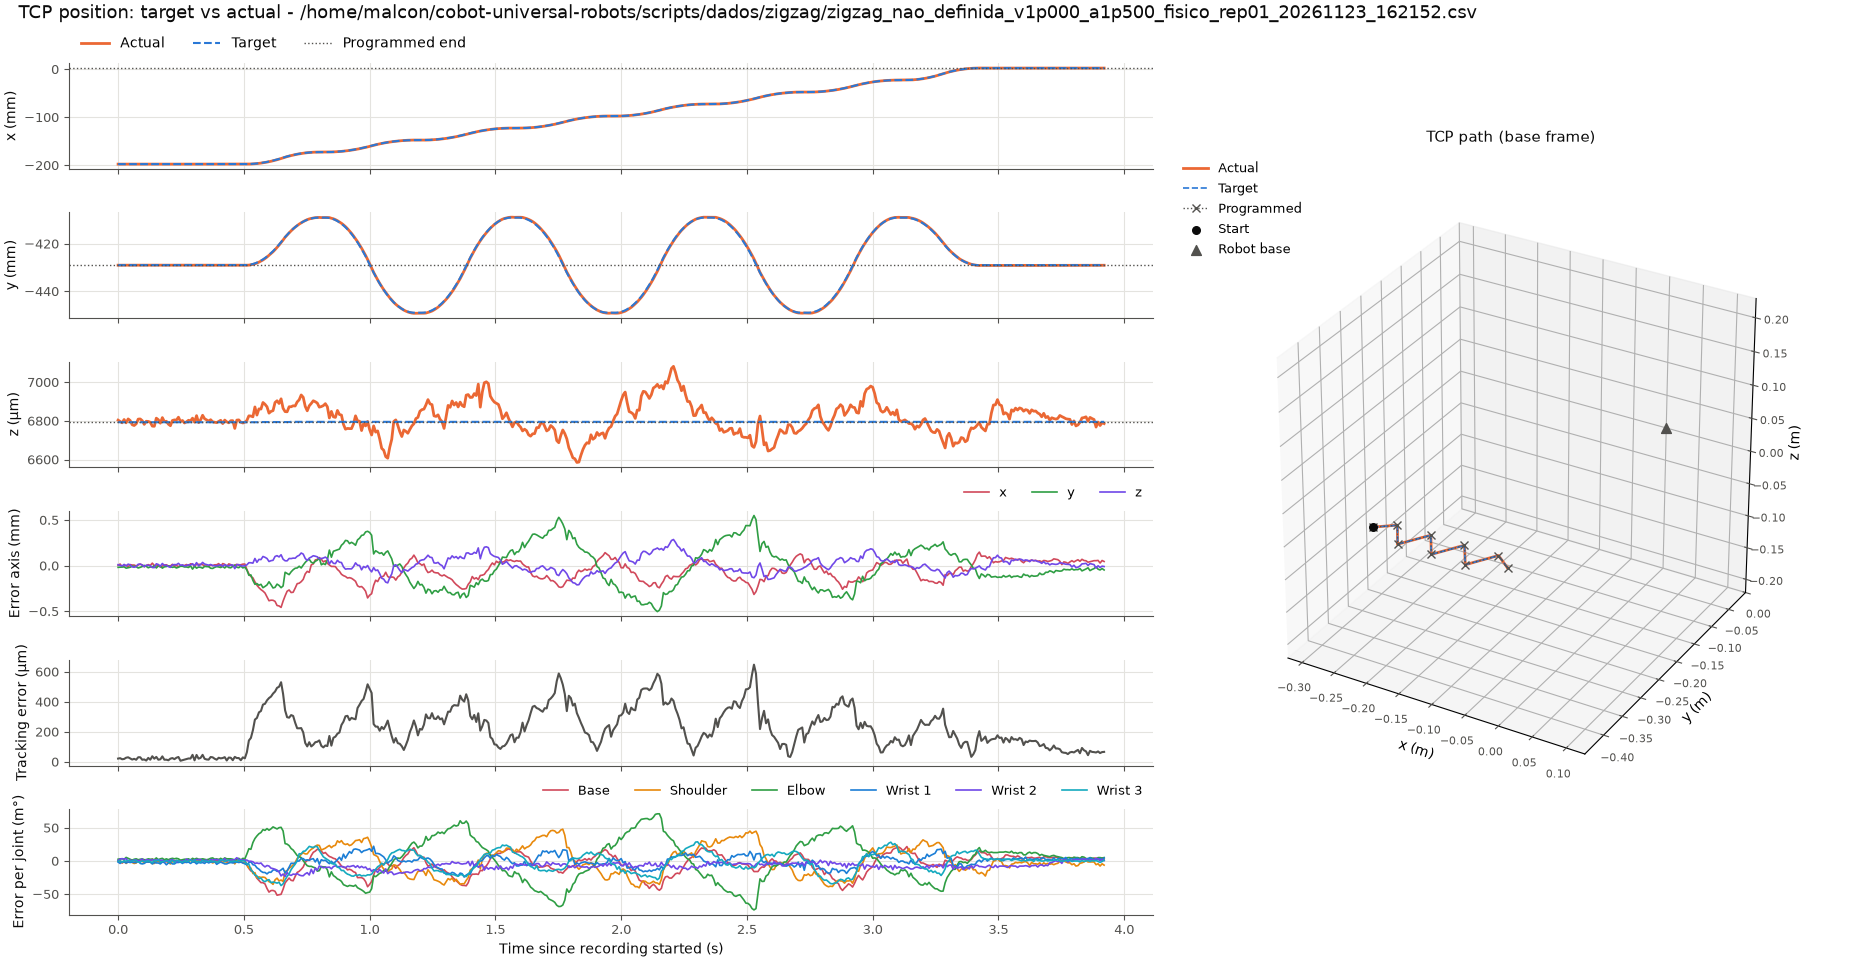 TCP position: target vs actual - /home/malcon/cobot-universal-robots/scripts/dados/zigzag/zigzag_nao_definida_v1p000_a1p500_fisico_rep01_20261123_162152.csv
Actual Target Programmed end
x (mm)
0
−100
−200
y (mm)
−420
−440
z (µm)
7000
6800
6600
x y z
Error axis (mm)
0.5
0.0
−0.5
Tracking error (µm)
600
400
200
0
Base Shoulder Elbow Wrist 1 Wrist 2 Wrist 3
Error per joint (m°)
50
0
−50
0.0 0.5 1.0 1.5 2.0 2.5 3.0 3.5 4.0
Time since recording started (s)
TCP path (base frame)
Actual
Target
Programmed
Start
Robot base
0.20
0.15
0.10
0.05
0.00
−0.05
−0.10
−0.15
−0.20
z (m)
0.00
−0.05
−0.10
−0.15
−0.20
−0.25
−0.30
−0.35
−0.40
y (m)
−0.30
−0.25
−0.20
−0.15
−0.10
−0.05
0.00
0.05
0.10
x (m)